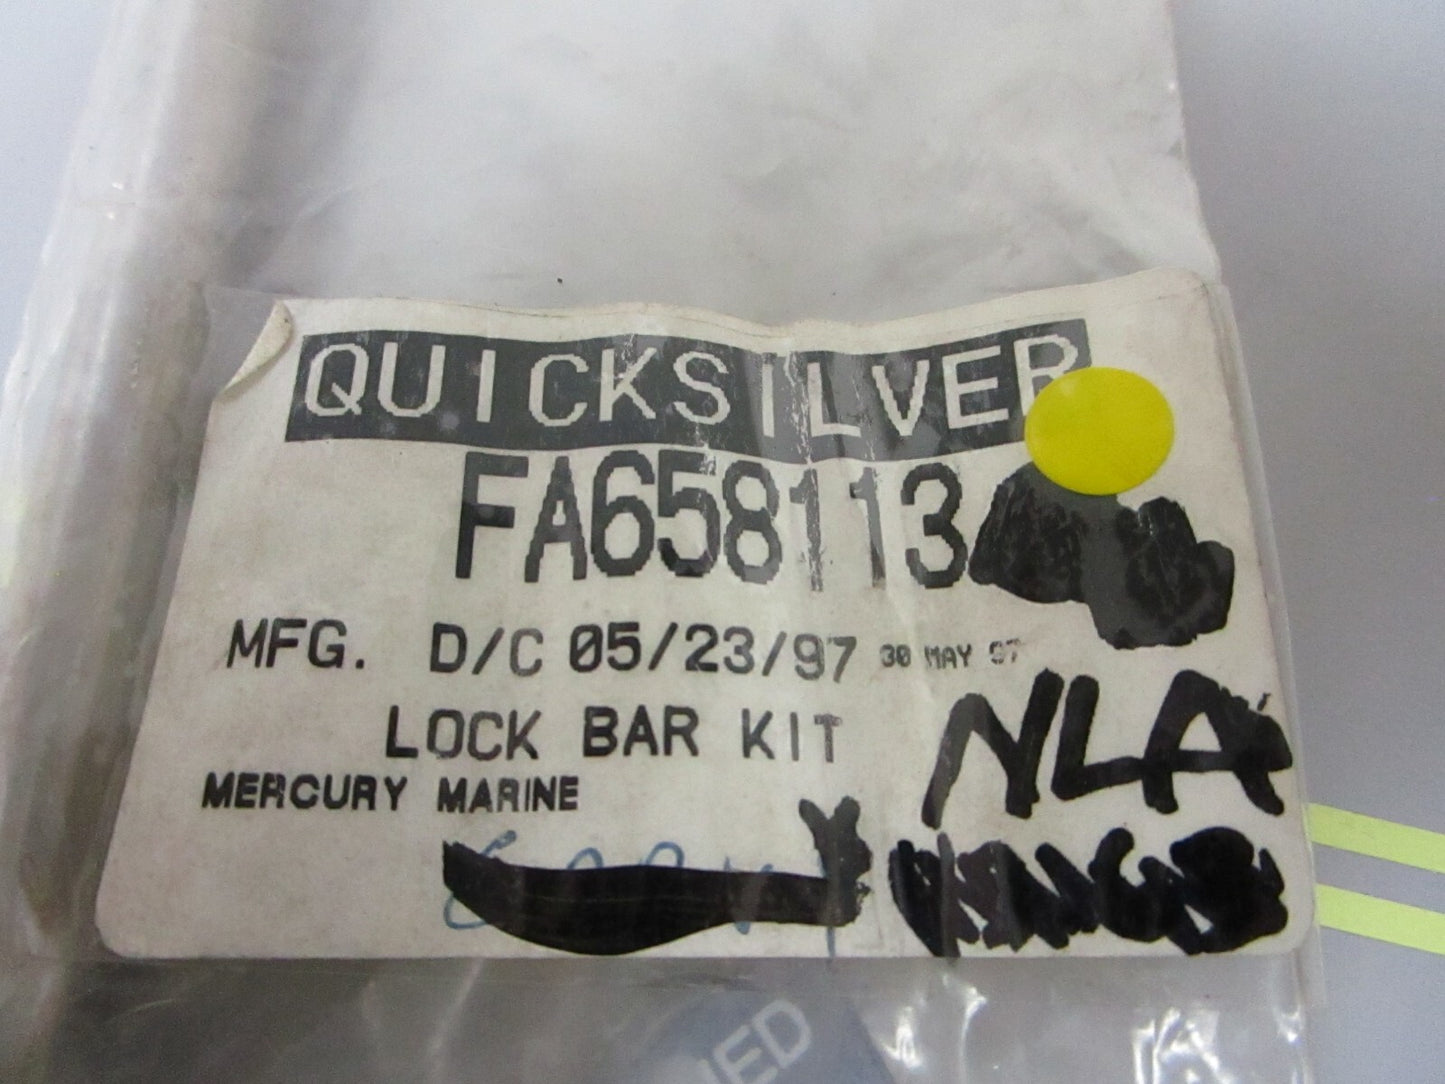 QUICKSILVER
FA658113
MFG. D/C 05/23/97 30 MAY 97
LOCK BAR KIT
NLA
MERCURY MARINE